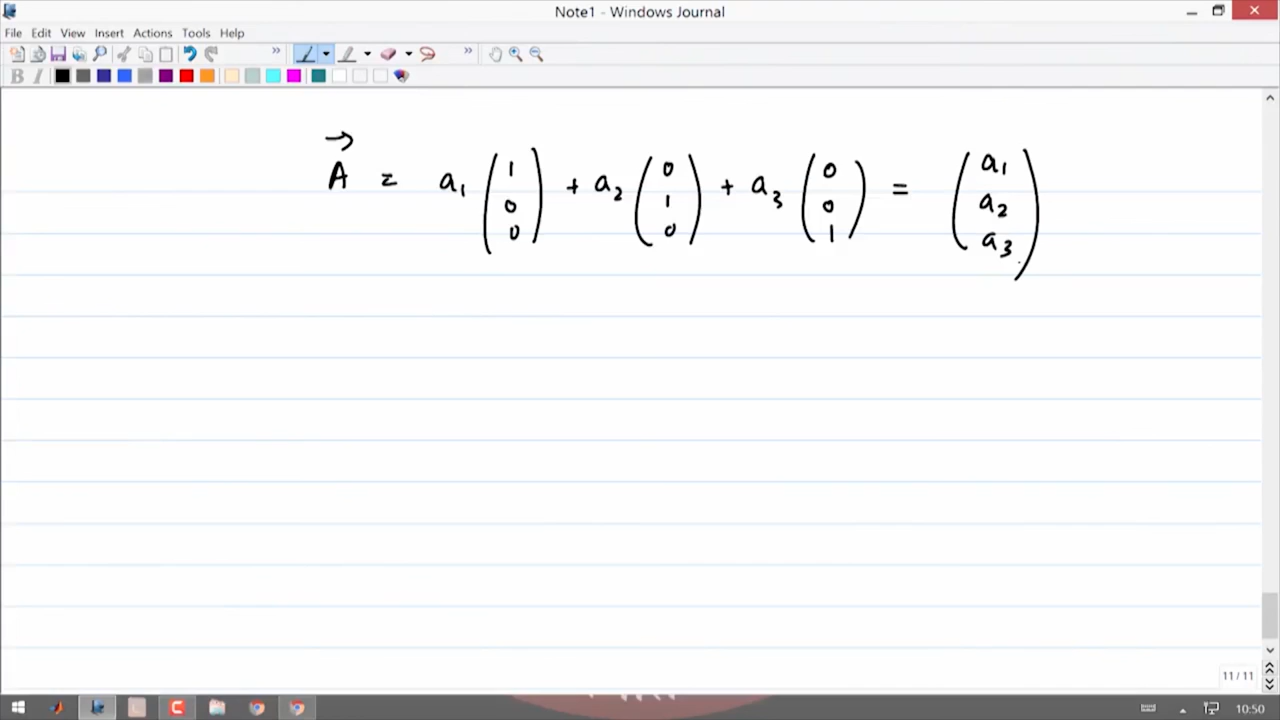 Note1 - Windows Journal
File Edit View Insert Actions Tools Help
B I
→
A = a₁ (1 0 0) + a₂ (0 1 0) + a₃ (0 0 1) = (a₁ a₂ a₃)
11 / 11
10:50